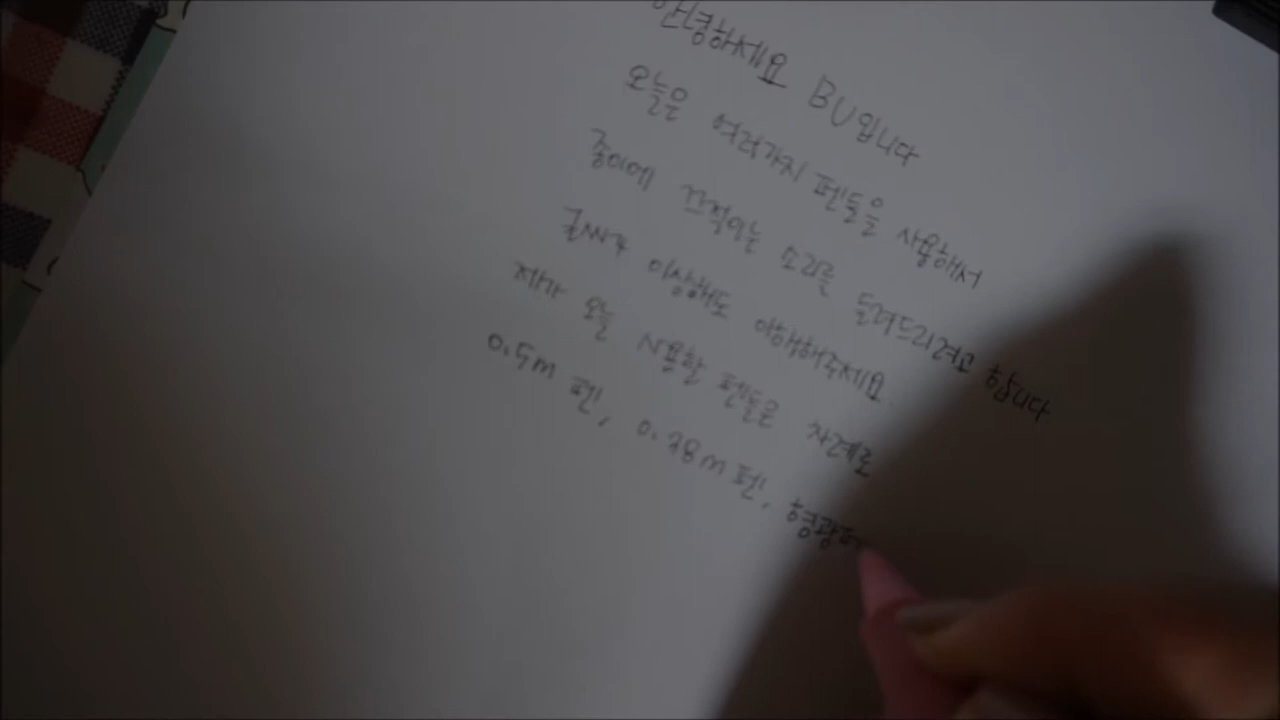 안녕하세요 BU입니다
오늘은 여러가지 펜들을 사용해서
종이에 끄적이는 소리를 들려드리려고 합니다
글씨가 이상해도 이해해주세요
제가 오늘 사용할 펜들로 차례로
0.5m 펜, 0.38m 펜, 형광펜